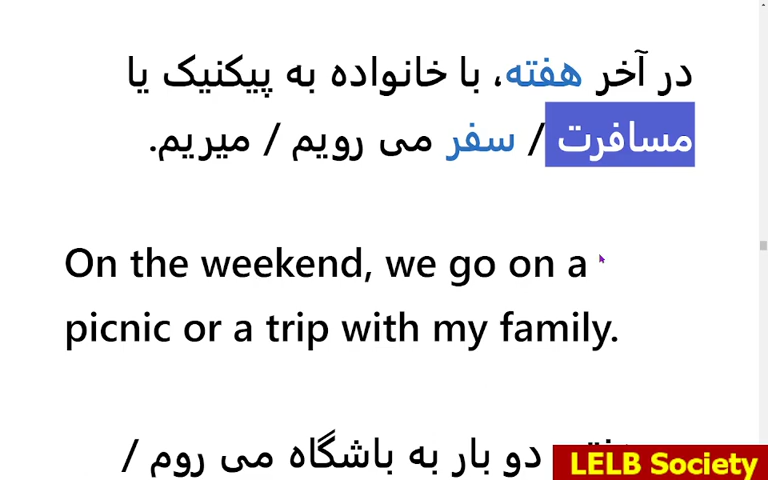 در آخر هفته، با خانواده به پیکنیک یا
مسافرت / سفر می رویم / میریم.
On the weekend, we go on a
picnic or a trip with my family.
دو بار به باشگاه می روم /
LELB Society